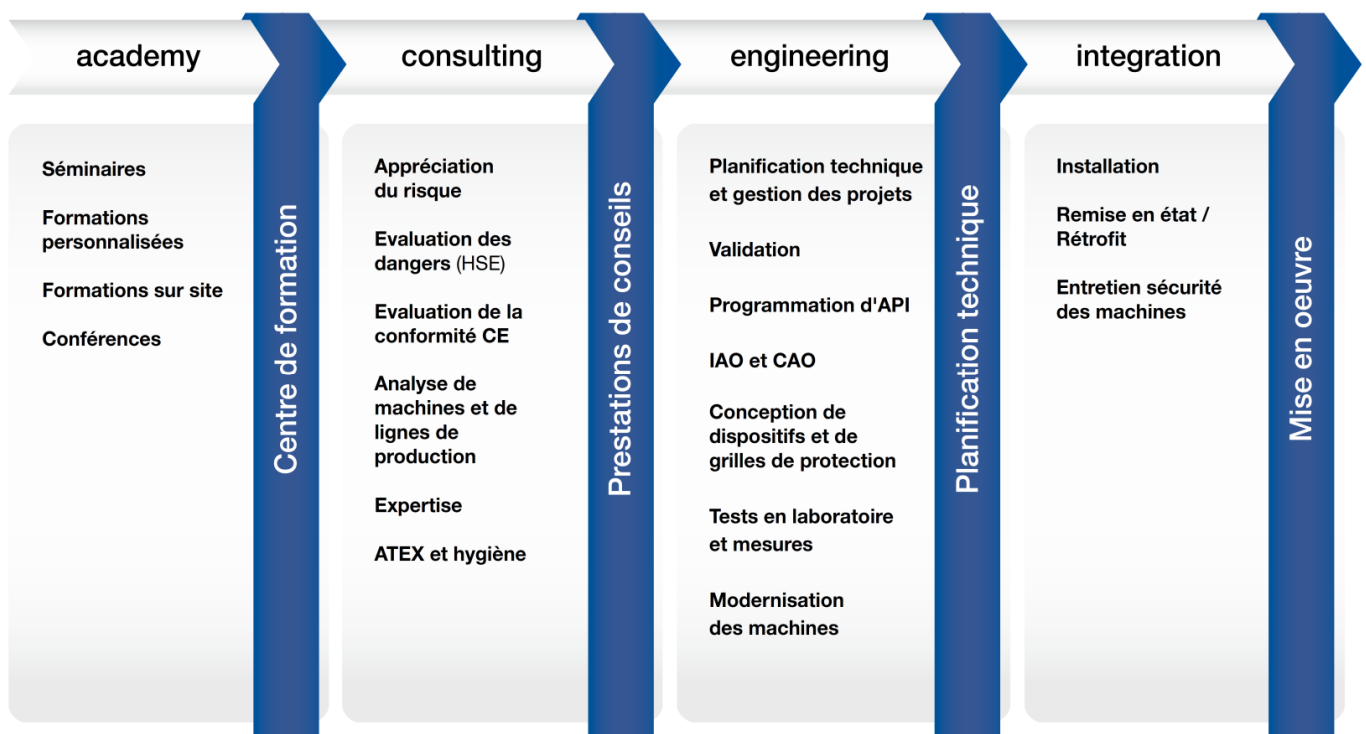 academy
Séminaires
Formations
personnalisées
Formations sur site
Conférences
Centre de formation
consulting
Appréciation
du risque
Evaluation des
dangers (HSE)
Evaluation de la
conformité CE
Analyse de
machines et de
lignes de
production
Expertise
ATEX et hygiène
Prestations de conseils
engineering
Planification technique
et gestion des projets
Validation
Programmation d'API
IAO et CAO
Conception de
dispositifs et de
grilles de protection
Tests en laboratoire
et mesures
Modernisation
des machines
Planification technique
integration
Installation
Remise en état /
Rétrofit
Entretien sécurité
des machines
Mise en oeuvre